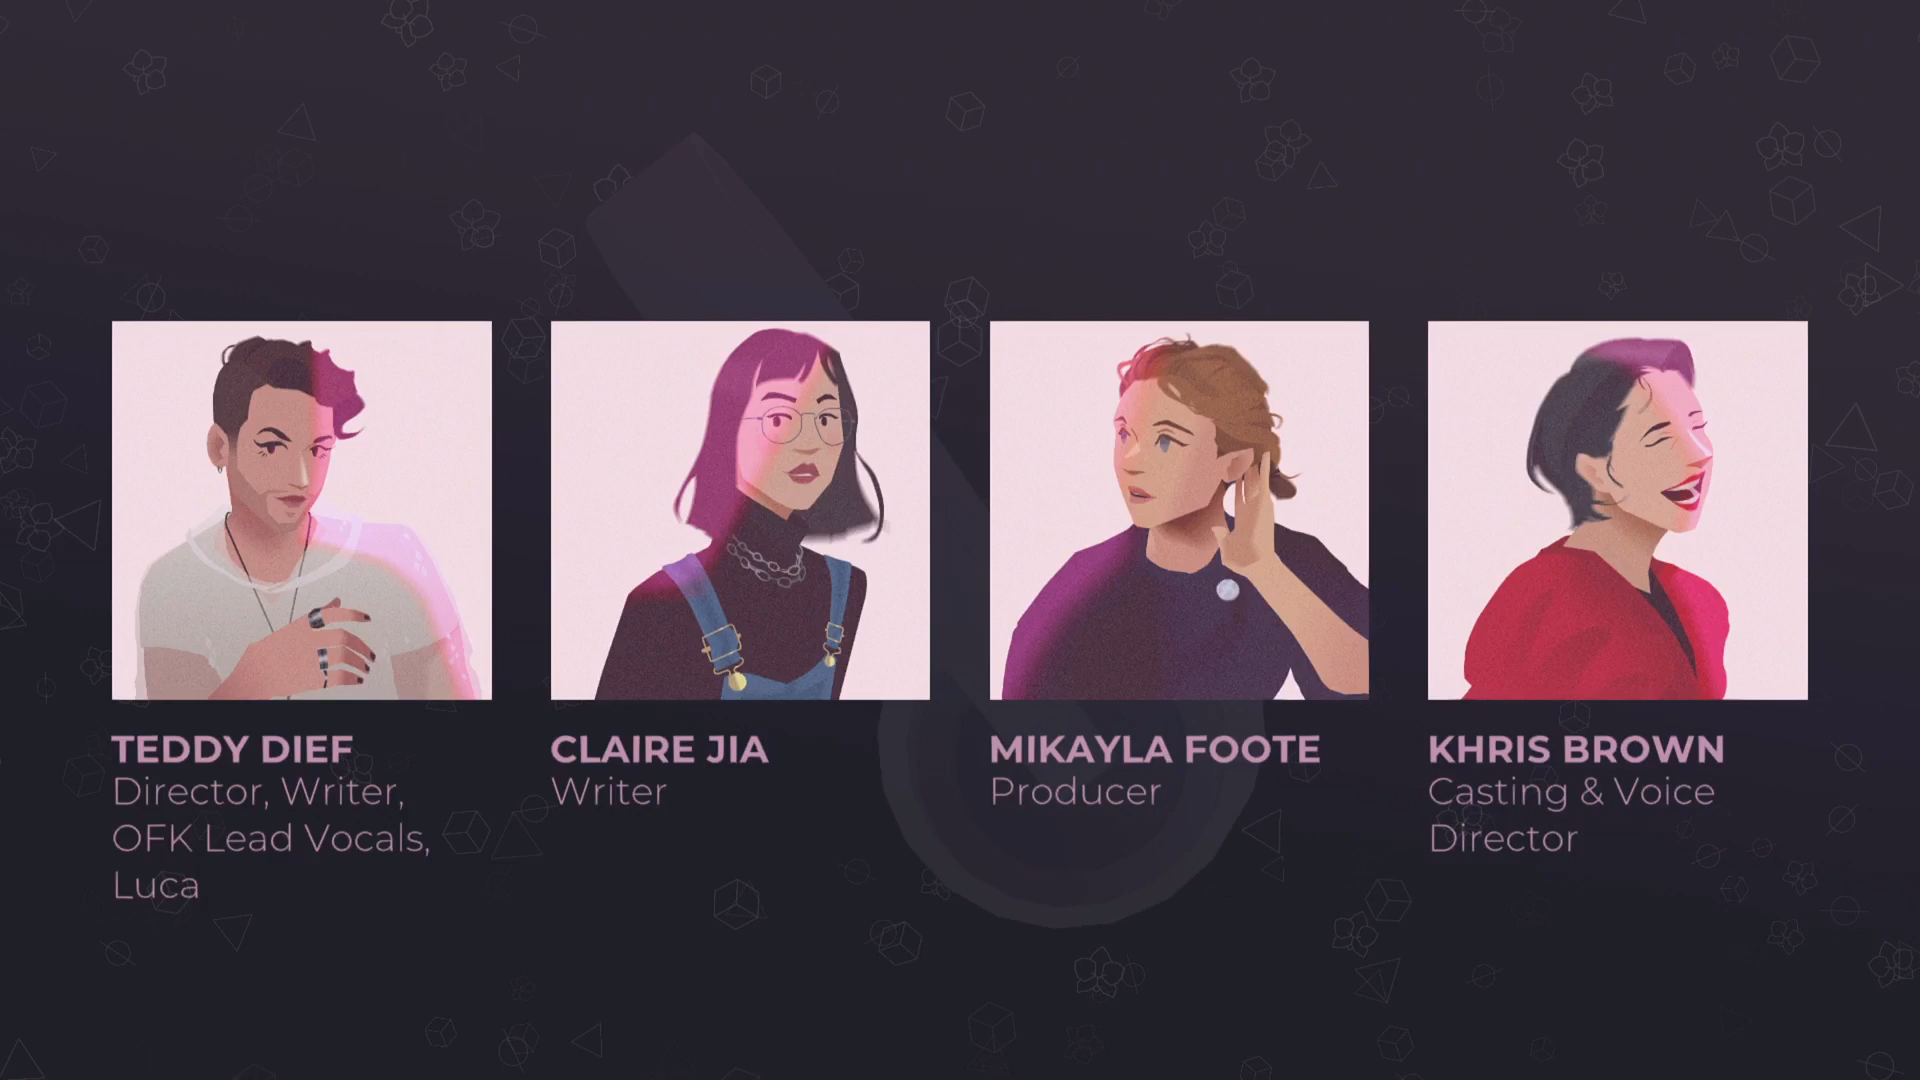 TEDDY DIEF
Director, Writer,
OFK Lead Vocals,
Luca
CLAIRE JIA
Writer
MIKAYLA FOOTE
Producer
KHRIS BROWN
Casting & Voice
Director